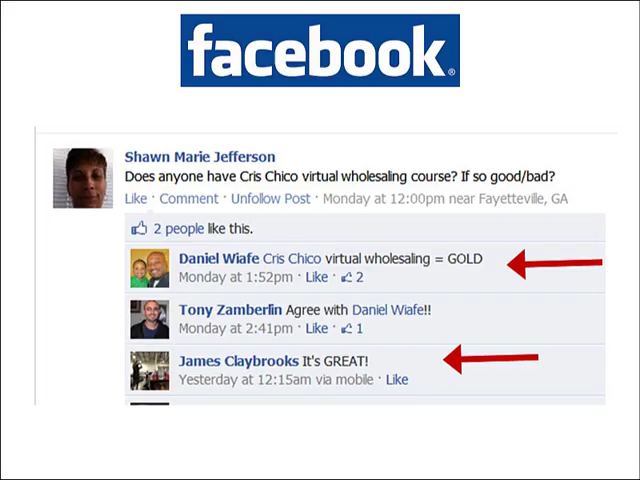 facebook®
Shawn Marie Jefferson
Does anyone have Cris Chico virtual wholesaling course? If so good/bad?
Like · Comment · Unfollow Post · Monday at 12:00pm near Fayetteville, GA
2 people like this.
Daniel Wiafe Cris Chico virtual wholesaling = GOLD
Monday at 1:52pm · Like · 2
Tony Zamberlin Agree with Daniel Wiafe!!
Monday at 2:41pm · Like · 1
James Claybrooks It's GREAT!
Yesterday at 12:15am via mobile · Like